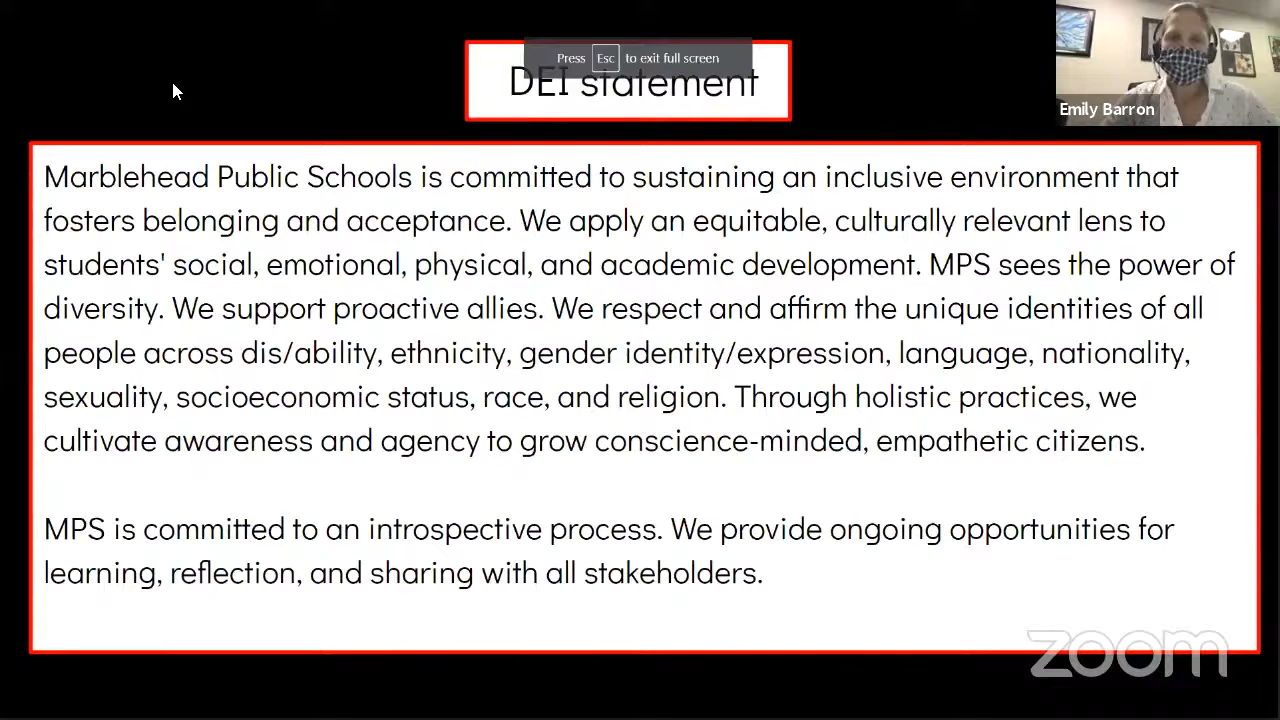 Press Esc to exit full screen
DEI statement
Emily Barron
Marblehead Public Schools is committed to sustaining an inclusive environment that
fosters belonging and acceptance. We apply an equitable, culturally relevant lens to
students' social, emotional, physical, and academic development. MPS sees the power of
diversity. We support proactive allies. We respect and affirm the unique identities of all
people across dis/ability, ethnicity, gender identity/expression, language, nationality,
sexuality, socioeconomic status, race, and religion. Through holistic practices, we
cultivate awareness and agency to grow conscience-minded, empathetic citizens.
MPS is committed to an introspective process. We provide ongoing opportunities for
learning, reflection, and sharing with all stakeholders.
zoom